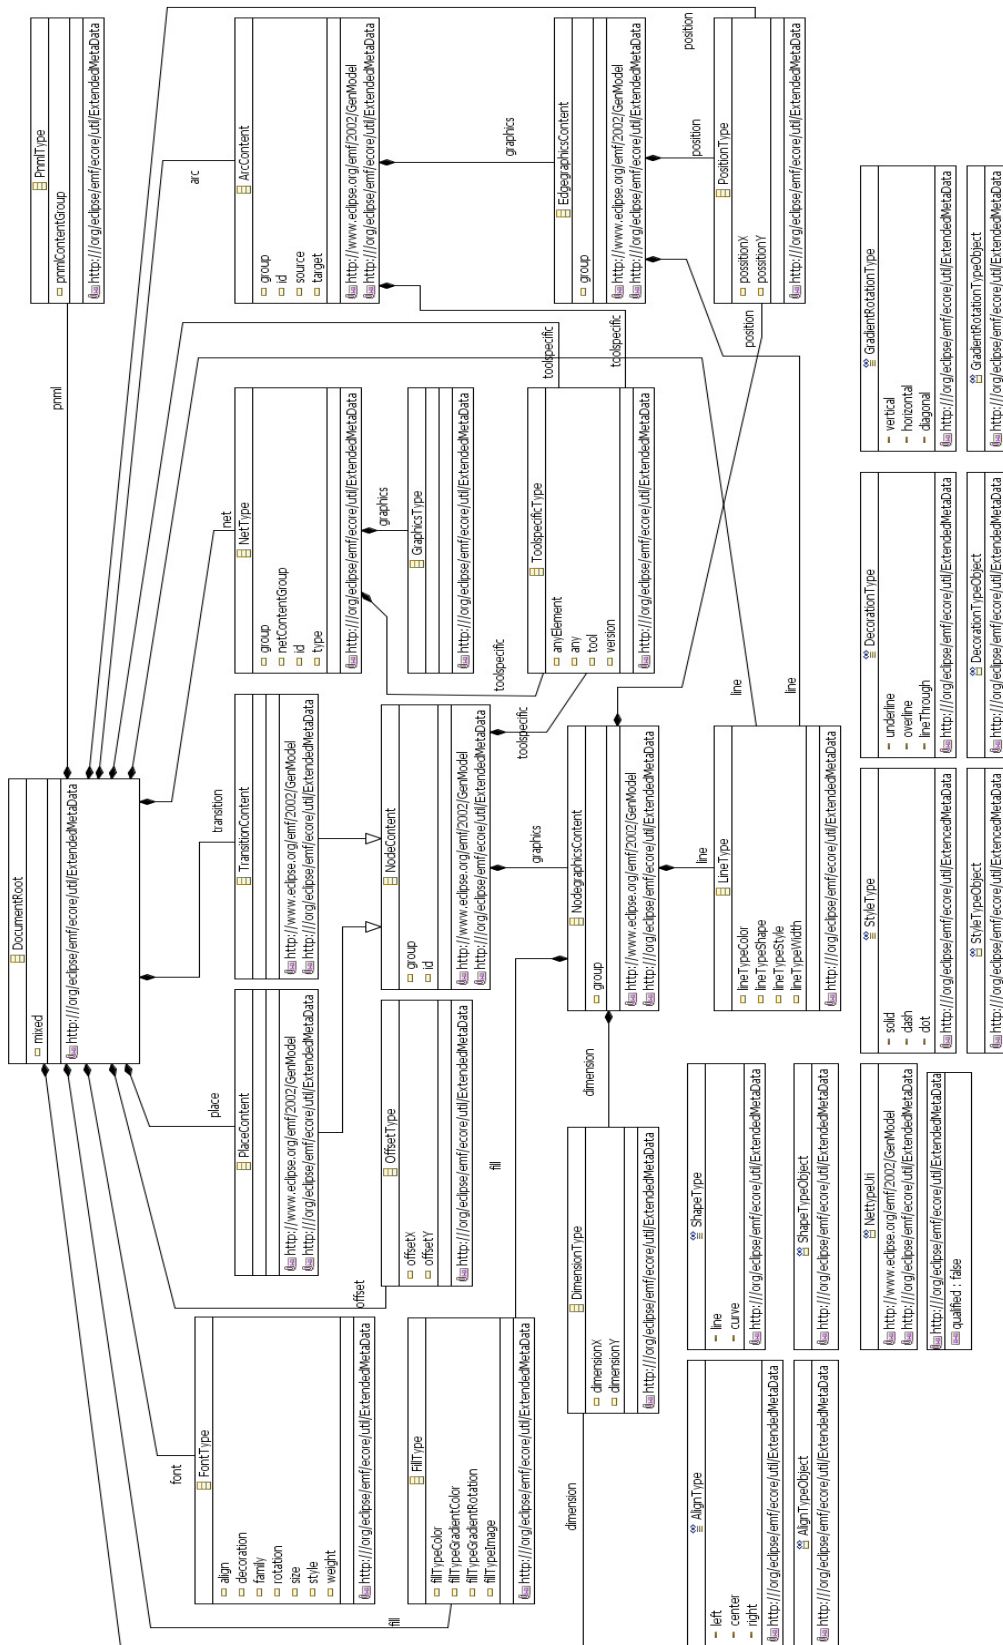 DocumentRoot
mixed
http:///org/eclipse/emf/ecore/util/ExtendedMetaData
font
fill
offset
place
transition
net
pnml
arc
toolspecific
line
position
dimension
PnmlType
pnmlContentGroup
http:///org/eclipse/emf/ecore/util/ExtendedMetaData
FontType
align
decoration
family
rotation
size
style
weight
http:///org/eclipse/emf/ecore/util/ExtendedMetaData
PlaceContent
http://www.eclipse.org/emf/2002/GenModel
http:///org/eclipse/emf/ecore/util/ExtendedMetaData
TransitionContent
http://www.eclipse.org/emf/2002/GenModel
http:///org/eclipse/emf/ecore/util/ExtendedMetaData
NetType
group
netContentGroup
id
type
http:///org/eclipse/emf/ecore/util/ExtendedMetaData
graphics
toolspecific
ArcContent
group
id
source
target
http://www.eclipse.org/emf/2002/GenModel
http:///org/eclipse/emf/ecore/util/ExtendedMetaData
graphics
toolspecific
FillType
fillTypeColor
fillTypeGradientColor
fillTypeGradientRotation
fillTypeImage
http:///org/eclipse/emf/ecore/util/ExtendedMetaData
fill
OffsetType
offsetX
offsetY
http:///org/eclipse/emf/ecore/util/ExtendedMetaData
NodeContent
group
id
http://www.eclipse.org/emf/2002/GenModel
http:///org/eclipse/emf/ecore/util/ExtendedMetaData
graphics
toolspecific
GraphicsType
http:///org/eclipse/emf/ecore/util/ExtendedMetaData
ToolspecificType
anyElement
any
tool
version
http:///org/eclipse/emf/ecore/util/ExtendedMetaData
EdgegraphicsContent
group
http://www.eclipse.org/emf/2002/GenModel
http:///org/eclipse/emf/ecore/util/ExtendedMetaData
position
line
DimensionType
dimensionX
dimensionY
http:///org/eclipse/emf/ecore/util/ExtendedMetaData
dimension
NodegraphicsContent
group
http://www.eclipse.org/emf/2002/GenModel
http:///org/eclipse/emf/ecore/util/ExtendedMetaData
line
position
PositionType
possitionX
possitionY
http:///org/eclipse/emf/ecore/util/ExtendedMetaData
LineType
lineTypeColor
lineTypeShape
lineTypeStyle
lineTypeWidth
http:///org/eclipse/emf/ecore/util/ExtendedMetaData
AlignType
left
center
right
http:///org/eclipse/emf/ecore/util/ExtendedMetaData
AlignTypeObject
http:///org/eclipse/emf/ecore/util/ExtendedMetaData
ShapeType
line
curve
http:///org/eclipse/emf/ecore/util/ExtendedMetaData
ShapeTypeObject
http:///org/eclipse/emf/ecore/util/ExtendedMetaData
NettypeUri
http://www.eclipse.org/emf/2002/GenModel
http:///org/eclipse/emf/ecore/util/ExtendedMetaData
http:///org/eclipse/emf/ecore/util/ExtendedMetaData
qualified : false
StyleType
solid
dash
dot
http:///org/eclipse/emf/ecore/util/ExtendedMetaData
StyleTypeObject
http:///org/eclipse/emf/ecore/util/ExtendedMetaData
DecorationType
underline
overline
lineThrough
http:///org/eclipse/emf/ecore/util/ExtendedMetaData
DecorationTypeObject
http:///org/eclipse/emf/ecore/util/ExtendedMetaData
GradientRotationType
vertical
horizontal
diagonal
http:///org/eclipse/emf/ecore/util/ExtendedMetaData
GradientRotationTypeObject
http:///org/eclipse/emf/ecore/util/ExtendedMetaData